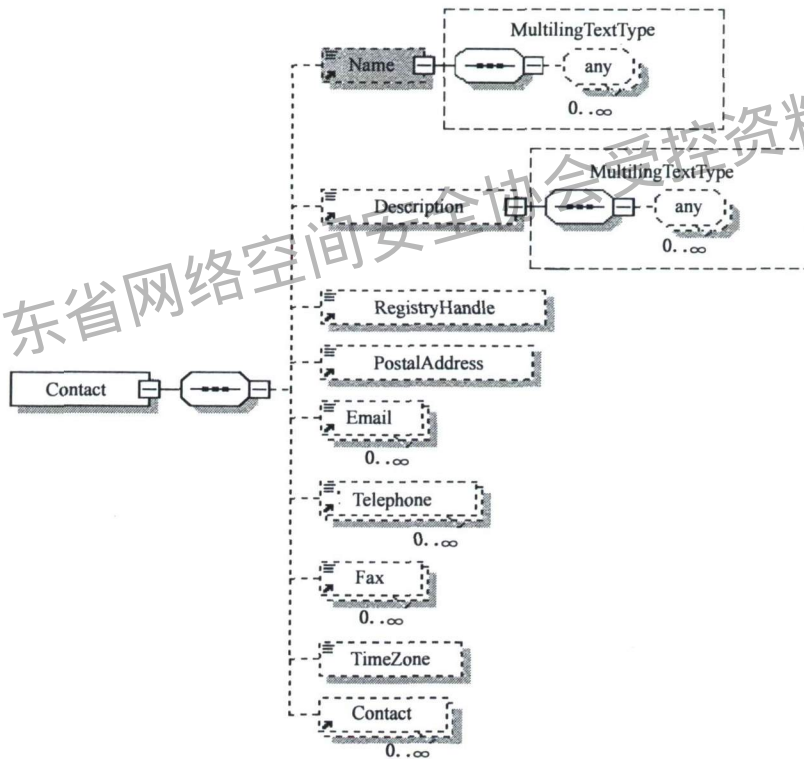 MultilingTextType
Name
any
0..∞
MultilingTextType
Description
any
0..∞
RegistryHandle
PostalAddress
Contact
Email
0..∞
Telephone
0..∞
Fax
0..∞
TimeZone
Contact
0..∞
东省网络空间安全协会受控资料